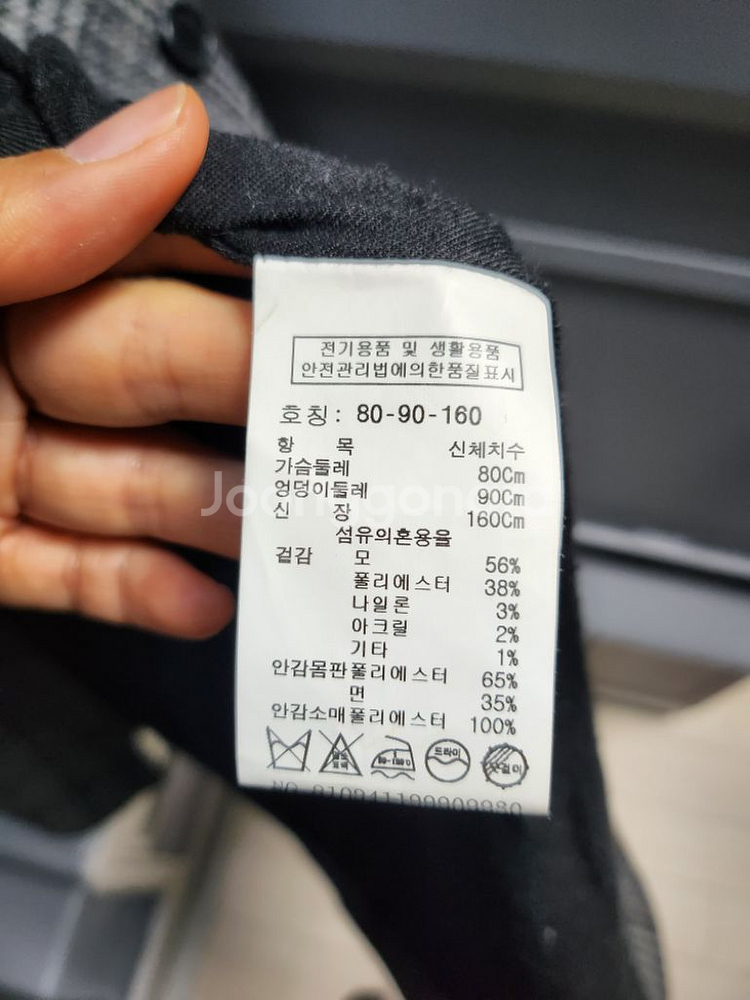 전기용품 및 생활용품
안전관리법에의한품질표시
호칭: 80-90-160
항 목 신체치수
가슴둘레 80Cm
엉덩이둘레 90Cm
신 장 160Cm
섬유의혼용율
겉감 모 56%
폴리에스터 38%
나일론 3%
아크릴 2%
기타 1%
안감몸판폴리에스터 65%
면 35%
안감소매폴리에스터 100%
드라이
옷걸이